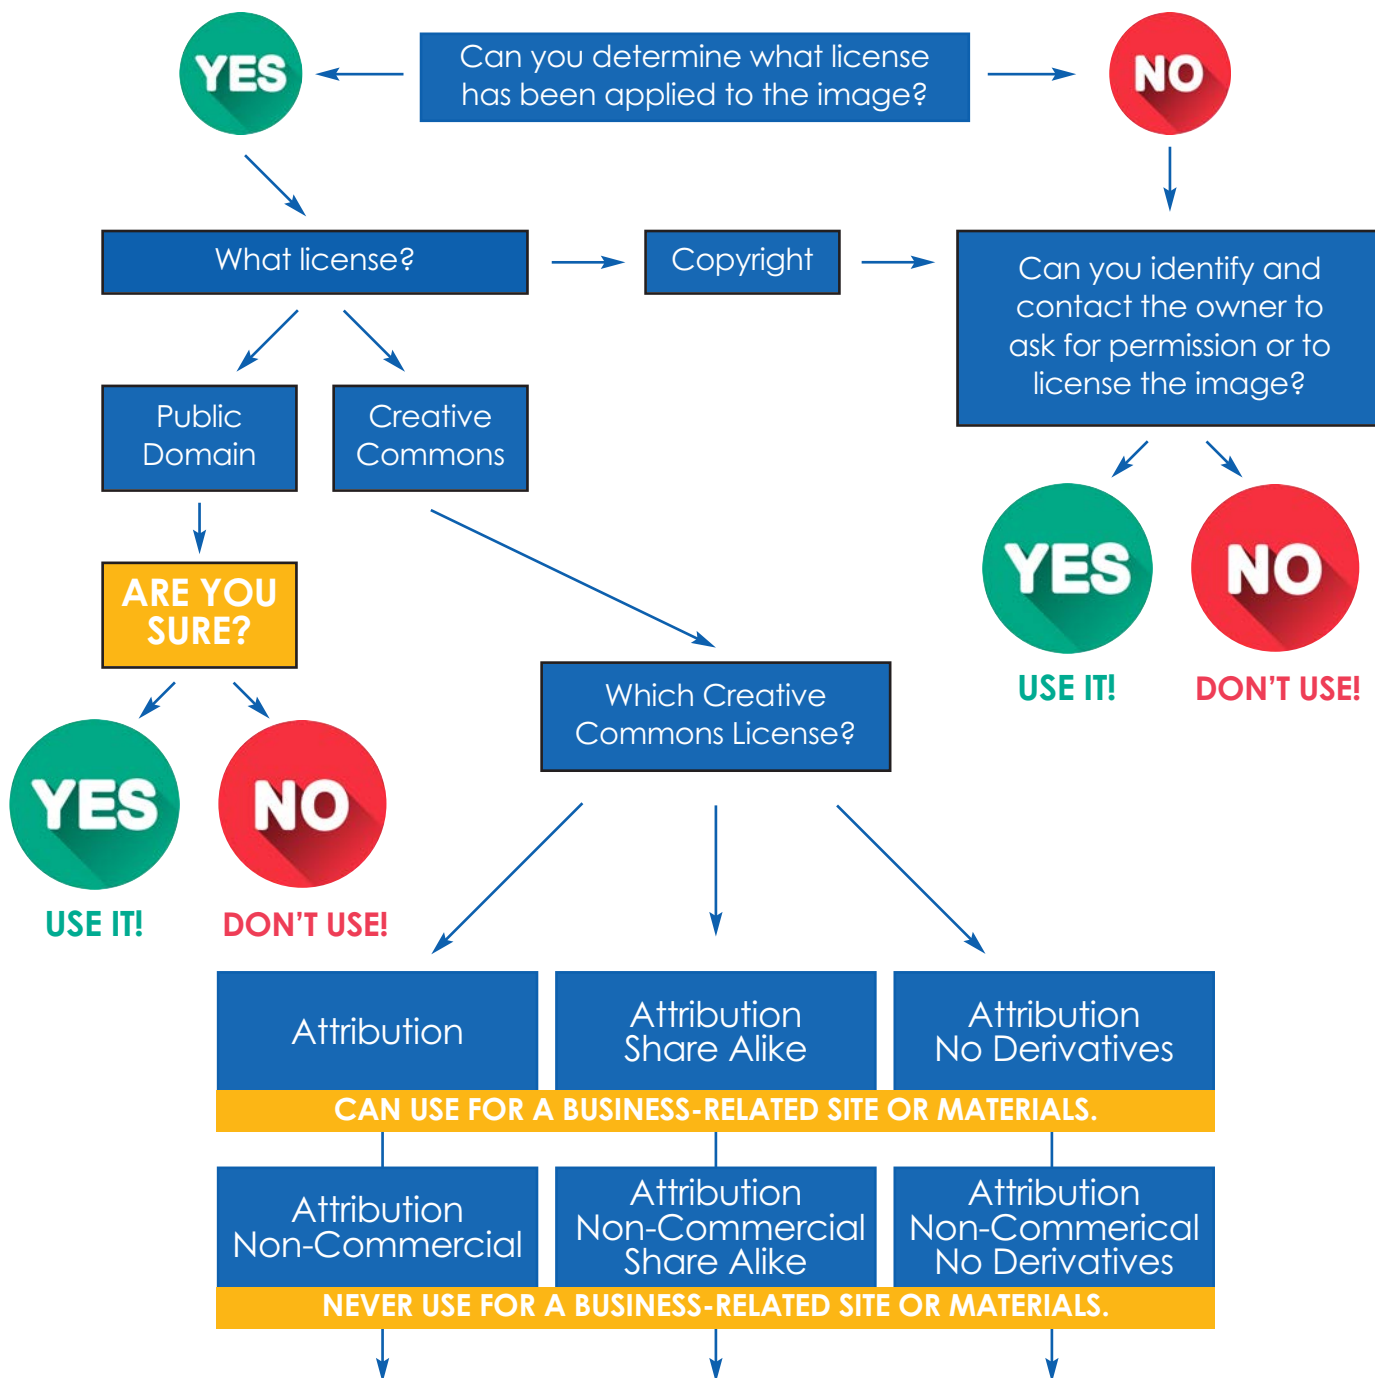 YES
Can you determine what license
has been applied to the image?
NO
What license?
Copyright
Can you identify and
contact the owner to
ask for permission or to
license the image?
Public
Domain
Creative
Commons
YES
USE IT!
NO
DON'T USE!
ARE YOU
SURE?
YES
USE IT!
NO
DON'T USE!
Which Creative
Commons License?
Attribution
Attribution
Share Alike
Attribution
No Derivatives
CAN USE FOR A BUSINESS-RELATED SITE OR MATERIALS.
Attribution
Non-Commercial
Attribution
Non-Commercial
Share Alike
Attribution
Non-Commerical
No Derivatives
NEVER USE FOR A BUSINESS-RELATED SITE OR MATERIALS.